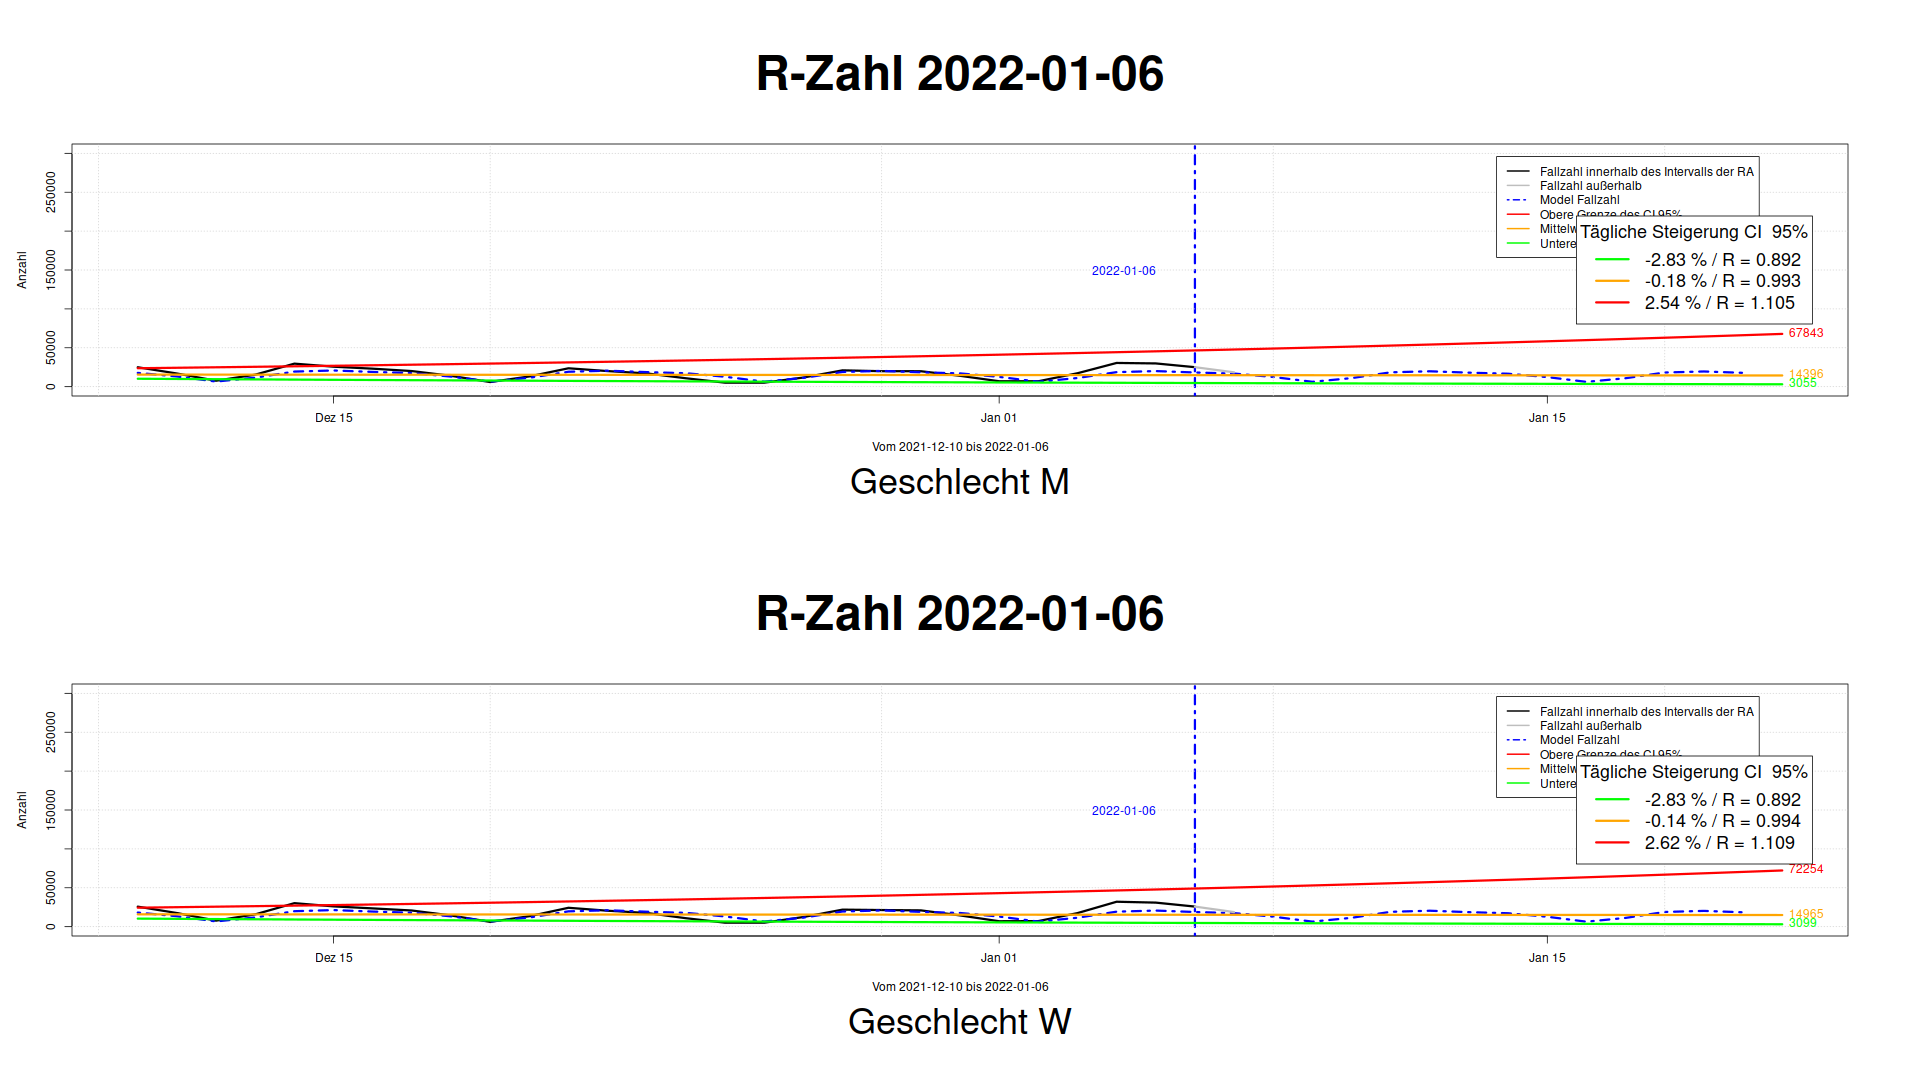 R-Zahl 2022-01-06
Anzahl
0
50000
150000
250000
2022-01-06
Fallzahl innerhalb des Intervalls der RA
Fallzahl außerhalb
Model Fallzahl
Obere Grenze des CI 95%
Mittelw
Untere
Tägliche Steigerung CI 95%
-2.83 % / R = 0.892
-0.18 % / R = 0.993
2.54 % / R = 1.105
67843
14396
3055
Dez 15
Jan 01
Jan 15
Vom 2021-12-10 bis 2022-01-06
Geschlecht M
R-Zahl 2022-01-06
Anzahl
0
50000
150000
250000
2022-01-06
Fallzahl innerhalb des Intervalls der RA
Fallzahl außerhalb
Model Fallzahl
Obere Grenze des CI 95%
Mittelw
Untere
Tägliche Steigerung CI 95%
-2.83 % / R = 0.892
-0.14 % / R = 0.994
2.62 % / R = 1.109
72254
14965
3099
Dez 15
Jan 01
Jan 15
Vom 2021-12-10 bis 2022-01-06
Geschlecht W